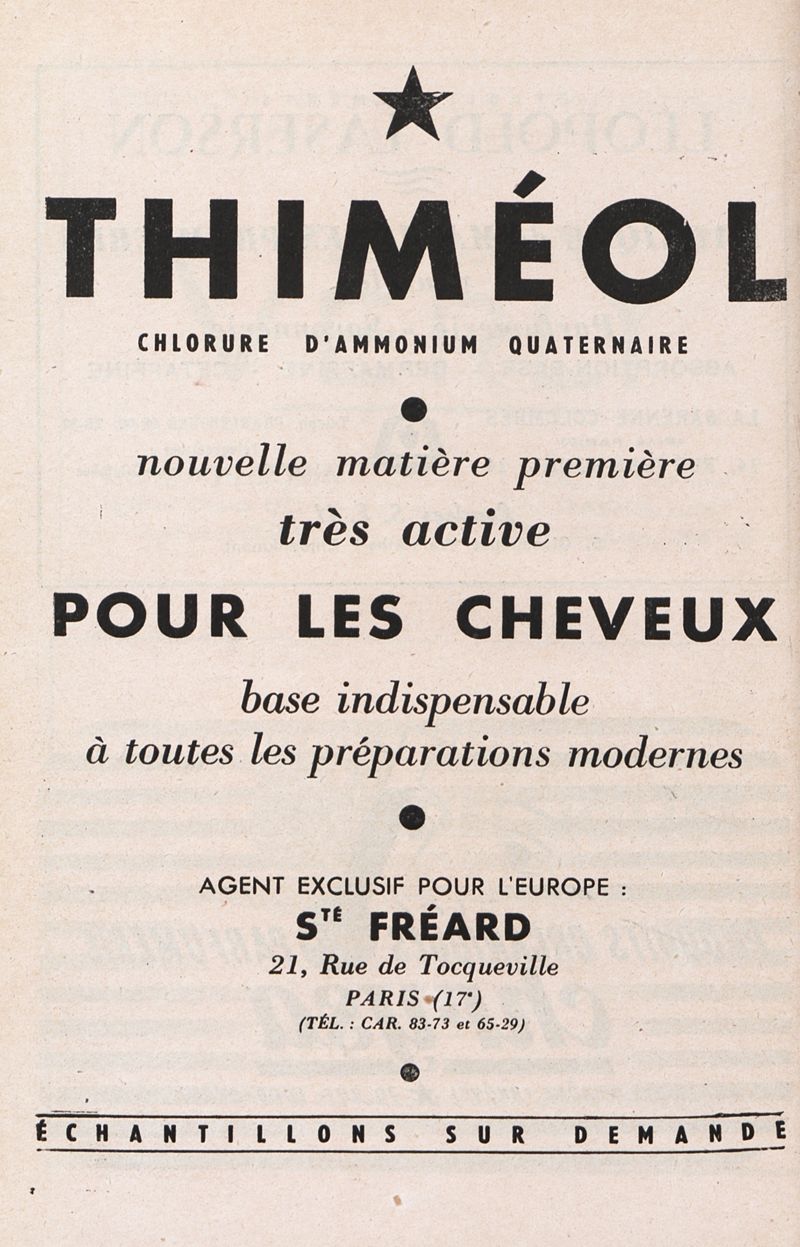 THIMÉOL
CHLORURE D'AMMONIUM QUATERNAIRE
nouvelle matière première
très active
POUR LES CHEVEUX
base indispensable
à toutes les préparations modernes
AGENT EXCLUSIF POUR L'EUROPE :
STÉ FRÉARD
21, Rue de Tocqueville
PARIS (17e)
(TÉL. : CAR. 83-73 et 65-29)
ÉCHANTILLONS SUR DEMANDE